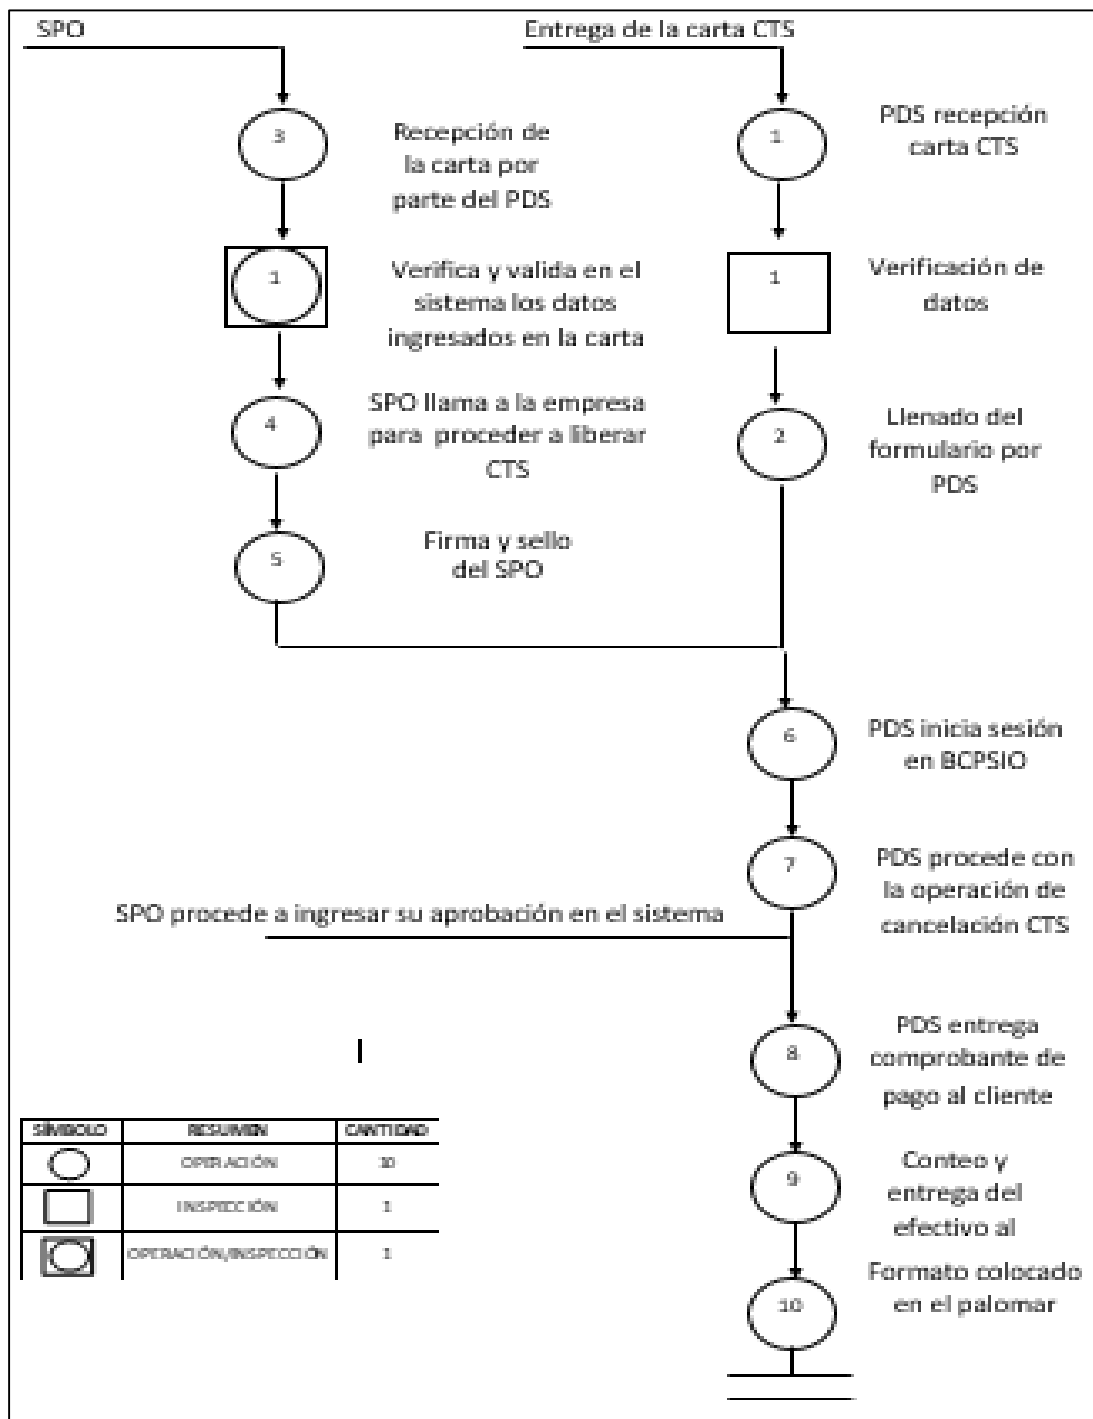 SPO
Entrega de la carta CTS
3
Recepción de
la carta por
parte del PDS
1
PDS recepción
carta CTS
1
Verifica y valida en el
sistema los datos
ingresados en la carta
1
Verificación de
datos
4
SPO llama a la empresa
para proceder a liberar
CTS
2
Llenado del
formulario por
PDS
5
Firma y sello
del SPO
6
PDS inicia sesión
en BCPSIO
7
PDS procede con
la operación de
cancelación CTS
SPO procede a ingresar su aprobación en el sistema
8
PDS entrega
comprobante de
pago al cliente
9
Conteo y
entrega del
efectivo al
10
Formato colocado
en el palomar
SÍMBOLO RESUMEN CANTIDAD
OPERACIÓN 10
INSPECCIÓN 1
OPERACIÓN/INSPECCIÓN 1